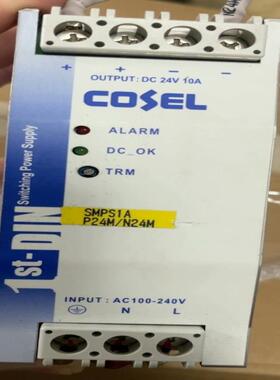 N24M
+ + − −
OUTPUT: DC 24V 10A
COSEL
ALARM
DC_OK
TRM
SMPS1A
P24M/N24M
1st-DIN
Switching Power Supply
INPUT : AC100-240V
N L